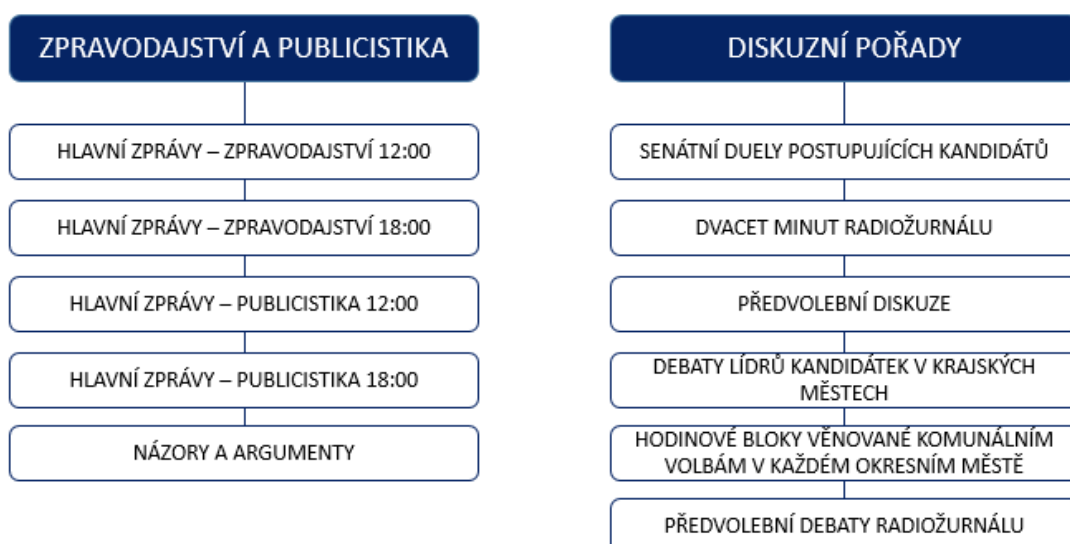 ZPRAVODAJSTVÍ A PUBLICISTIKA
HLAVNÍ ZPRÁVY – ZPRAVODAJSTVÍ 12:00
HLAVNÍ ZPRÁVY – ZPRAVODAJSTVÍ 18:00
HLAVNÍ ZPRÁVY – PUBLICISTIKA 12:00
HLAVNÍ ZPRÁVY – PUBLICISTIKA 18:00
NÁZORY A ARGUMENTY
DISKUZNÍ POŘADY
SENÁTNÍ DUELY POSTUPUJÍCÍCH KANDIDÁTŮ
DVACET MINUT RADIOŽURNÁLU
PŘEDVOLEBNÍ DISKUZE
DEBATY LÍDRŮ KANDIDÁTEK V KRAJSKÝCH
MĚSTECH
HODINOVÉ BLOKY VĚNOVANÉ KOMUNÁLNÍM
VOLBÁM V KAŽDÉM OKRESNÍM MĚSTĚ
PŘEDVOLEBNÍ DEBATY RADIOŽURNÁLU